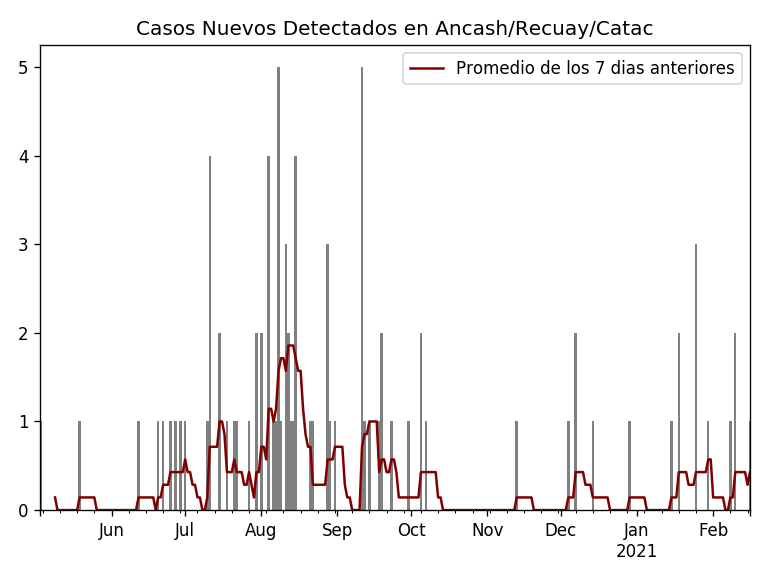 Casos Nuevos Detectados en Ancash/Recuay/Catac
Promedio de los 7 dias anteriores
5
4
3
2
1
0
Jun Jul Aug Sep Oct Nov Dec Jan Feb
2021